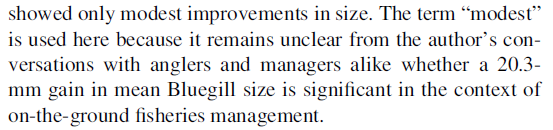 showed only modest improvements in size. The term “modest”
is used here because it remains unclear from the author’s con-
versations with anglers and managers alike whether a 20.3-
mm gain in mean Bluegill size is significant in the context of
on-the-ground fisheries management.